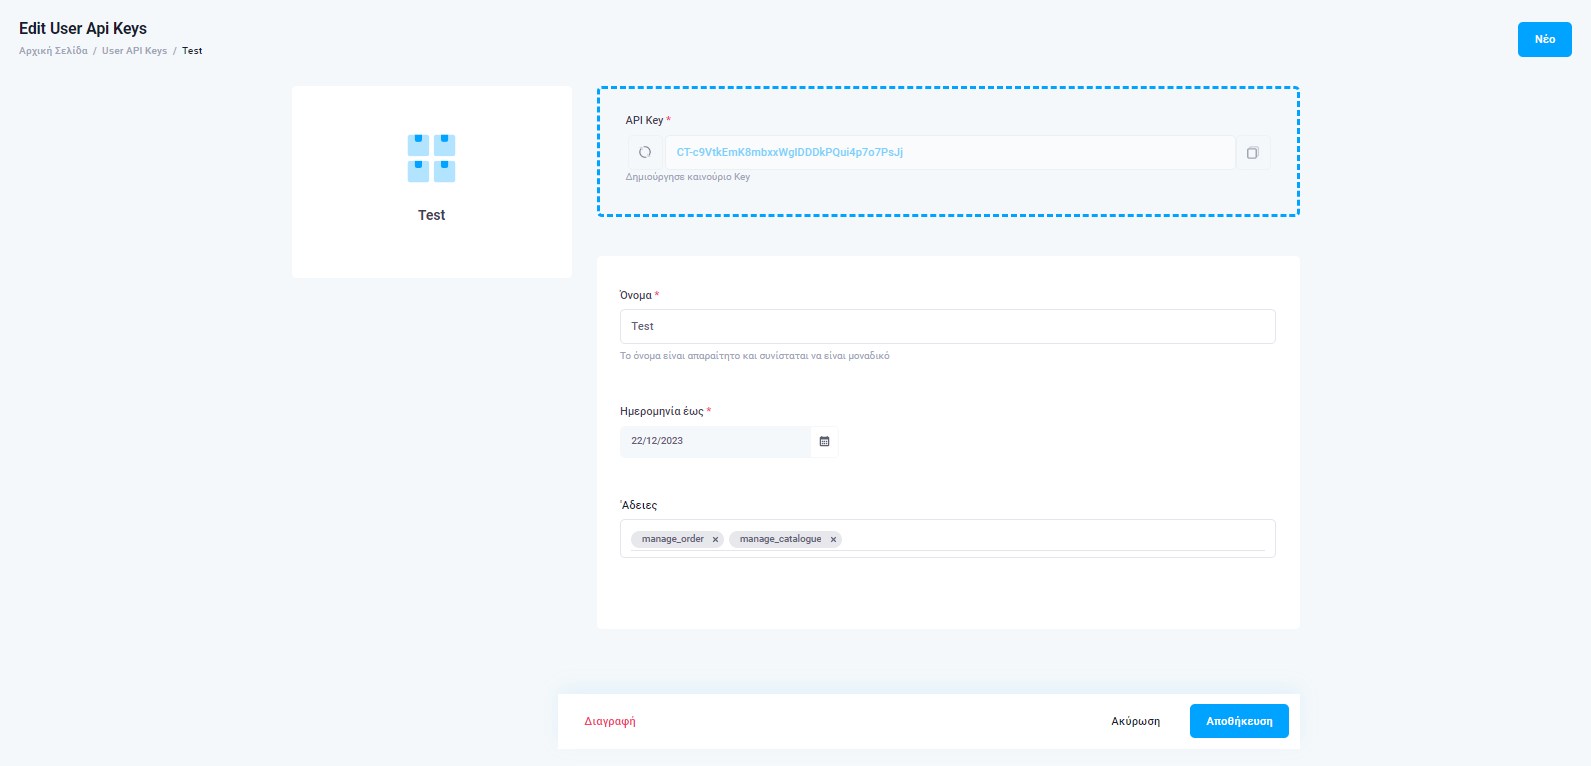 Edit User Api Keys
Αρχική Σελίδα / User API Keys / Test
Νέο
Test
API Key *
CT-c9VtkEmK8mbxxWglDDDkPQui4p7o7PsJj
Δημιούργησε καινούριο Key
Όνομα *
Test
Το όνομα είναι απαραίτητο και συνίσταται να είναι μοναδικό
Ημερομηνία έως *
22/12/2023
'Αδειες
manage_order × manage_catalogue ×
Διαγραφή
Ακύρωση
Αποθήκευση